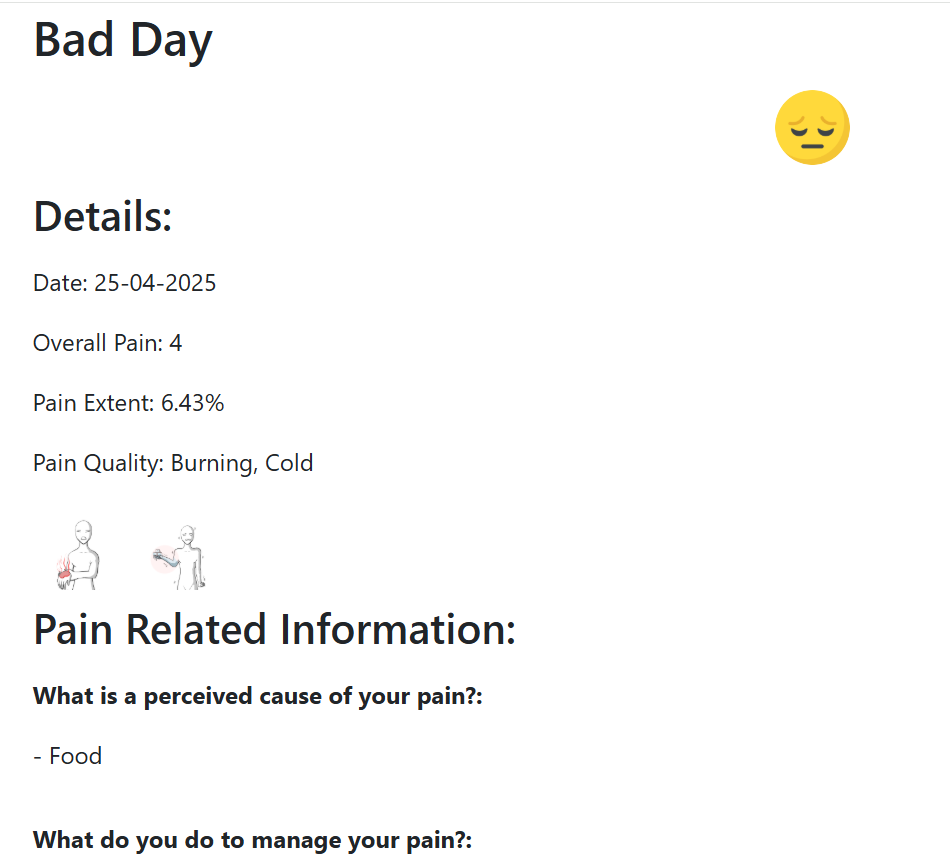 Bad Day
Details:
Date: 25-04-2025
Overall Pain: 4
Pain Extent: 6.43%
Pain Quality: Burning, Cold
Pain Related Information:
What is a perceived cause of your pain?:
- Food
What do you do to manage your pain?: